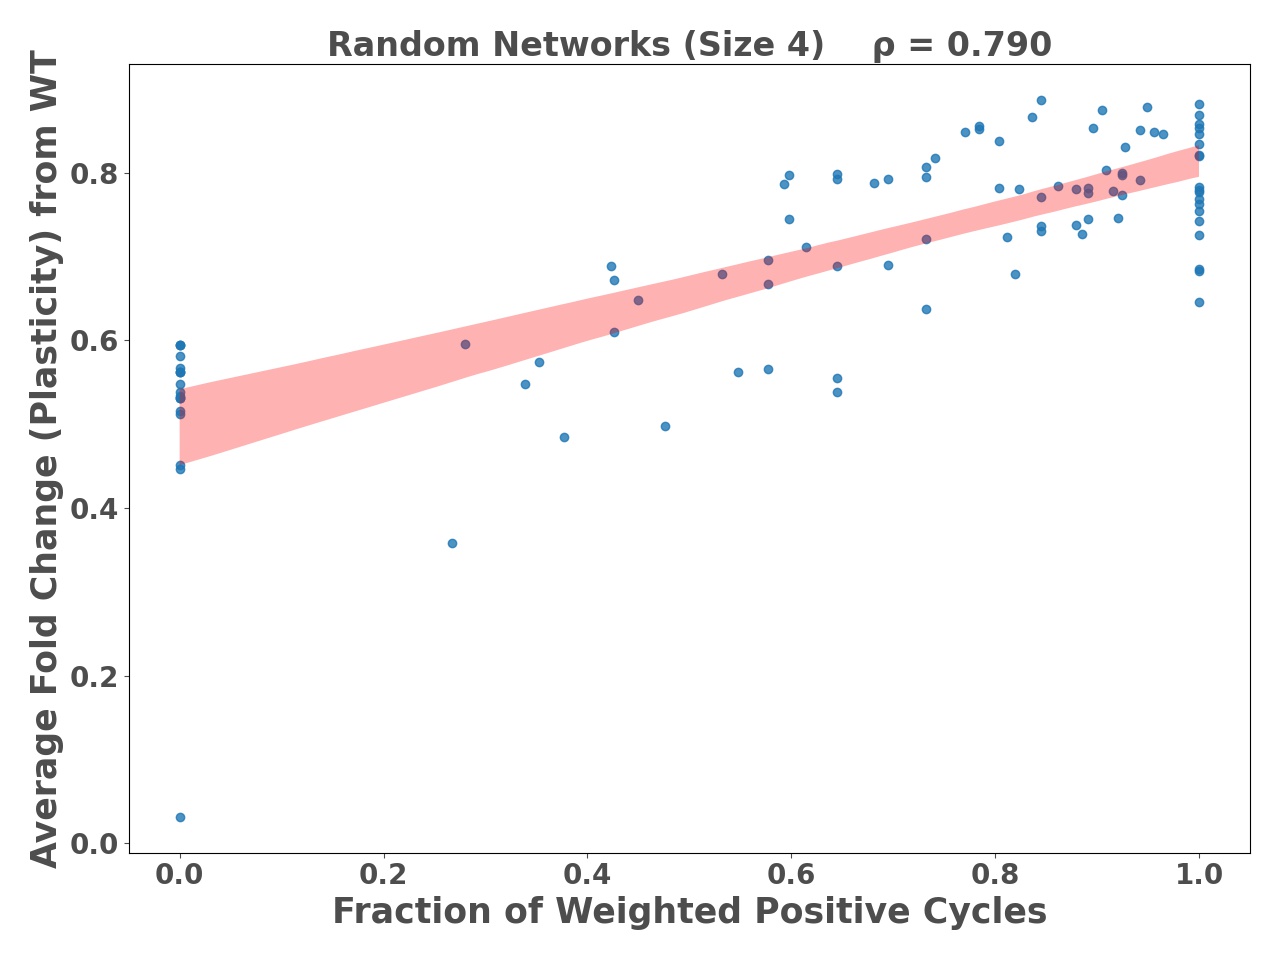 Random Networks (Size 4) ρ = 0.790
Average Fold Change (Plasticity) from WT
0.8
0.6
0.4
0.2
0.0
0.0 0.2 0.4 0.6 0.8 1.0
Fraction of Weighted Positive Cycles